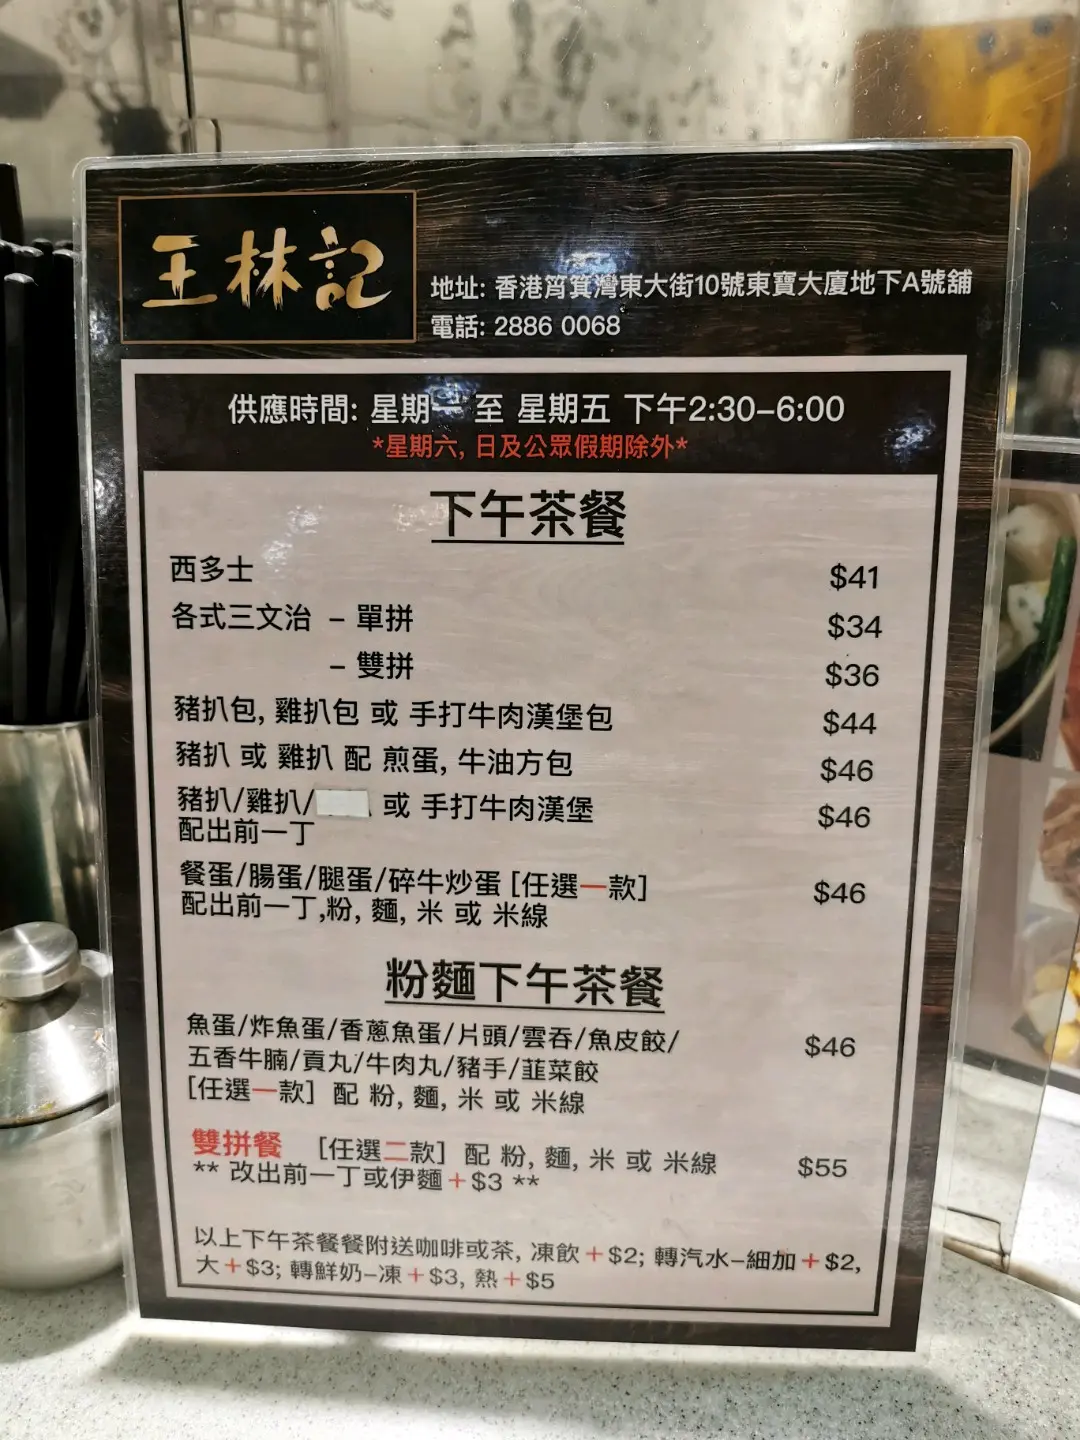 王林記
地址: 香港筲箕灣東大街10號東寶大廈地下A號舖
電話: 2886 0068
供應時間: 星期一 至 星期五 下午2:30-6:00
*星期六, 日及公眾假期除外*
下午茶餐
西多士 $41
各式三文治 - 單拼 $34
- 雙拼 $36
豬扒包, 雞扒包 或 手打牛肉漢堡包 $44
豬扒 或 雞扒 配 煎蛋, 牛油方包 $46
豬扒/雞扒/ 或 手打牛肉漢堡 $46
配出前一丁
餐蛋/腸蛋/腿蛋/碎牛炒蛋 [任選一款] $46
配出前一丁,粉, 麵, 米 或 米線
粉麵下午茶餐
魚蛋/炸魚蛋/香蔥魚蛋/片頭/雲吞/魚皮餃/ $46
五香牛腩/貢丸/牛肉丸/豬手/韮菜餃
[任選一款] 配 粉, 麵, 米 或 米線
雙拼餐 [任選二款] 配 粉, 麵, 米 或 米線 $55
** 改出前一丁或伊麵+$3 **
以上下午茶餐餐附送咖啡或茶, 凍飲+$2; 轉汽水-細加+$2,
大+$3; 轉鮮奶-凍+$3, 熱+$5